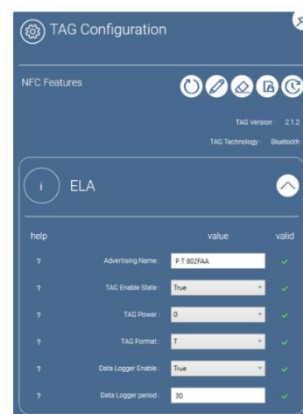 TAG Configuration
NFC Features
TAG Version : 2.1.2
TAG Technology : Bluetooth
i ELA
help value valid
? Advertising Name : P T 802FAA
? TAG Enable State : True
? TAG Power : 0
? TAG Format : T
? Data Logger Enable : True
? Data Logger period : 30